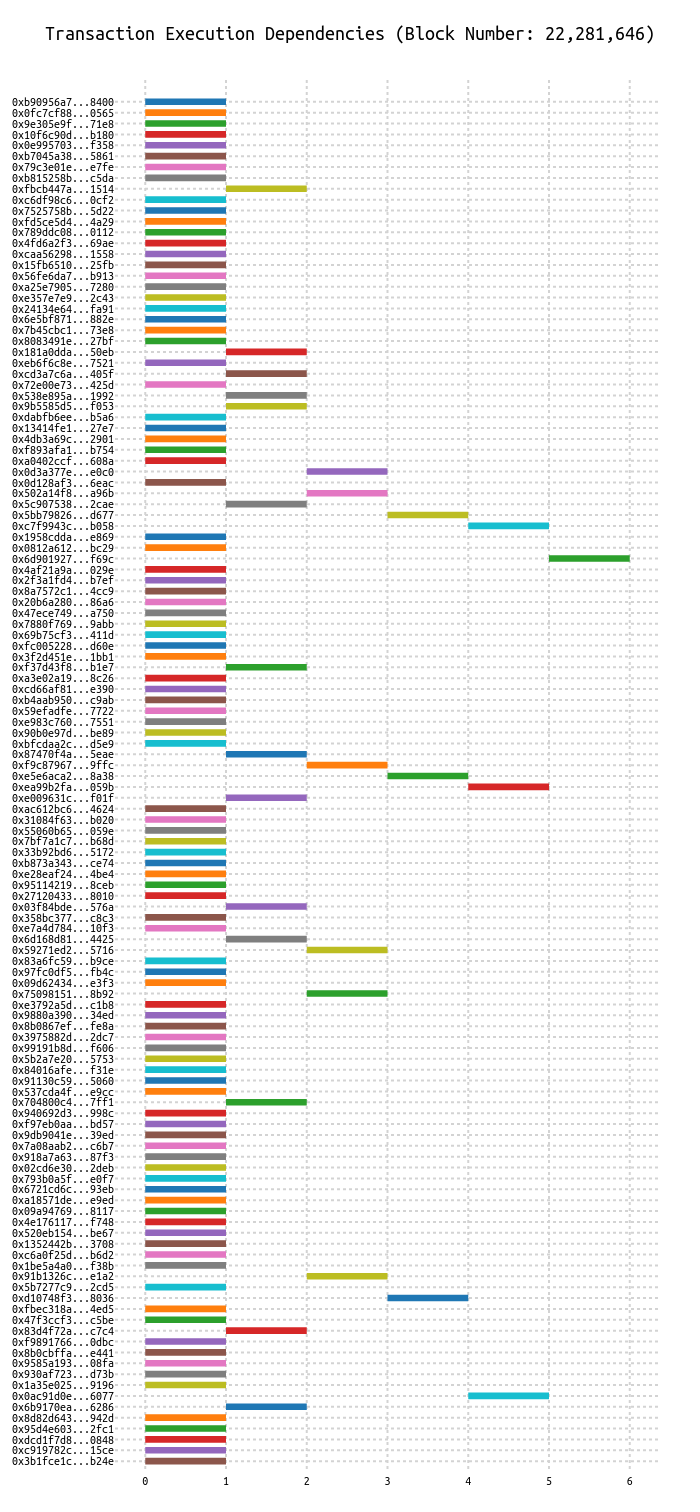 Transaction Execution Dependencies (Block Number: 22,281,646)
0xb90956a7...8400
0x0fc7cf88...0565
0x9e305e9f...71e8
0x10f6c90d...b180
0x0e995703...f358
0xb7045a38...5861
0x79c3e01e...e7fe
0xb815258b...c5da
0xfbcb447a...1514
0xc6df98c6...0cf2
0x7525758b...5d22
0xfd5ce5d4...4a29
0x789ddc08...0112
0x4fd6a2f3...69ae
0xcaa56298...1558
0x15fb6510...25fb
0x56fe6da7...b913
0xa25e7905...7280
0xe357e7e9...2c43
0x24134e64...fa91
0x6e5bf871...882e
0x7b45cbc1...73e8
0x8083491e...27bf
0x181a0dda...50eb
0xeb6f6c8e...7521
0xcd3a7c6a...405f
0x72e00e73...425d
0x538e895a...1992
0x9b5585d5...f053
0xdabfb6ee...b5a6
0x13414fe1...27e7
0x4db3a69c...2901
0xf893afa1...b754
0xa0402ccf...608a
0x0d3a377e...e0c0
0x0d128af3...6eac
0x502a14f8...a96b
0x5c907538...2cae
0x5bb79826...d677
0xc7f9943c...b058
0x1958cdda...e869
0x0812a612...bc29
0x6d901927...f69c
0x4af21a9a...029e
0x2f3a1fd4...b7ef
0x8a7572c1...4cc9
0x20b6a280...86a6
0x47ece749...a750
0x7880f769...9abb
0x69b75cf3...411d
0xfc005228...d60e
0x3f2d451e...1bb1
0xf37d43f8...b1e7
0xa3e02a19...8c26
0xcd66af81...e390
0xb4aab950...c9ab
0x59efadfe...7722
0xe983c760...7551
0x90b0e97d...be89
0xbfcdaa2c...d5e9
0x87470f4a...5eae
0xf9c87967...9ffc
0xe5e6aca2...8a38
0xea99b2fa...059b
0xe009631c...f01f
0xac612bc6...4624
0x31084f63...b020
0x55060b65...059e
0x7bf7a1c7...b68d
0x33b92bd6...5172
0xb873a343...ce74
0xe28eaf24...4be4
0x95114219...8ceb
0x27120433...8010
0x03f84bde...576a
0x358bc377...c8c3
0xe7a4d784...10f3
0x6d168d81...4425
0x59271ed2...5716
0x83a6fc59...b9ce
0x97fc0df5...fb4c
0x09d62434...e3f3
0x75098151...8b92
0xe3792a5d...c1b8
0x9880a390...34ed
0x8b0867ef...fe8a
0x3975882d...2dc7
0x99191b8d...f606
0x5b2a7e20...5753
0x84016afe...f31e
0x91130c59...5060
0x537cda4f...e9cc
0x704800c4...7ff1
0x940692d3...998c
0xf97eb0aa...bd57
0x9db9041e...39ed
0x7a08aab2...c6b7
0x918a7a63...87f3
0x02cd6e30...2deb
0x793b0a5f...e0f7
0x6721cd6c...93eb
0xa18571de...e9ed
0x09a94769...8117
0x4e176117...f748
0x520eb154...be67
0x1352442b...3708
0xc6a0f25d...b6d2
0x1be5a4a0...f38b
0x91b1326c...e1a2
0x5b7277c9...2cd5
0xd10748f3...8036
0xfbec318a...4ed5
0x47f3ccf3...c5be
0x83d4f72a...c7c4
0xf9891766...0dbc
0x8b0cbffa...e441
0x9585a193...08fa
0x930af723...d73b
0x1a35e025...9196
0x0ac91d0e...6077
0x6b9170ea...6286
0x8d82d643...942d
0x95d4e603...2fc1
0xdcd1f7d8...0848
0xc919782c...15ce
0x3b1fce1c...b24e
0 1 2 3 4 5 6